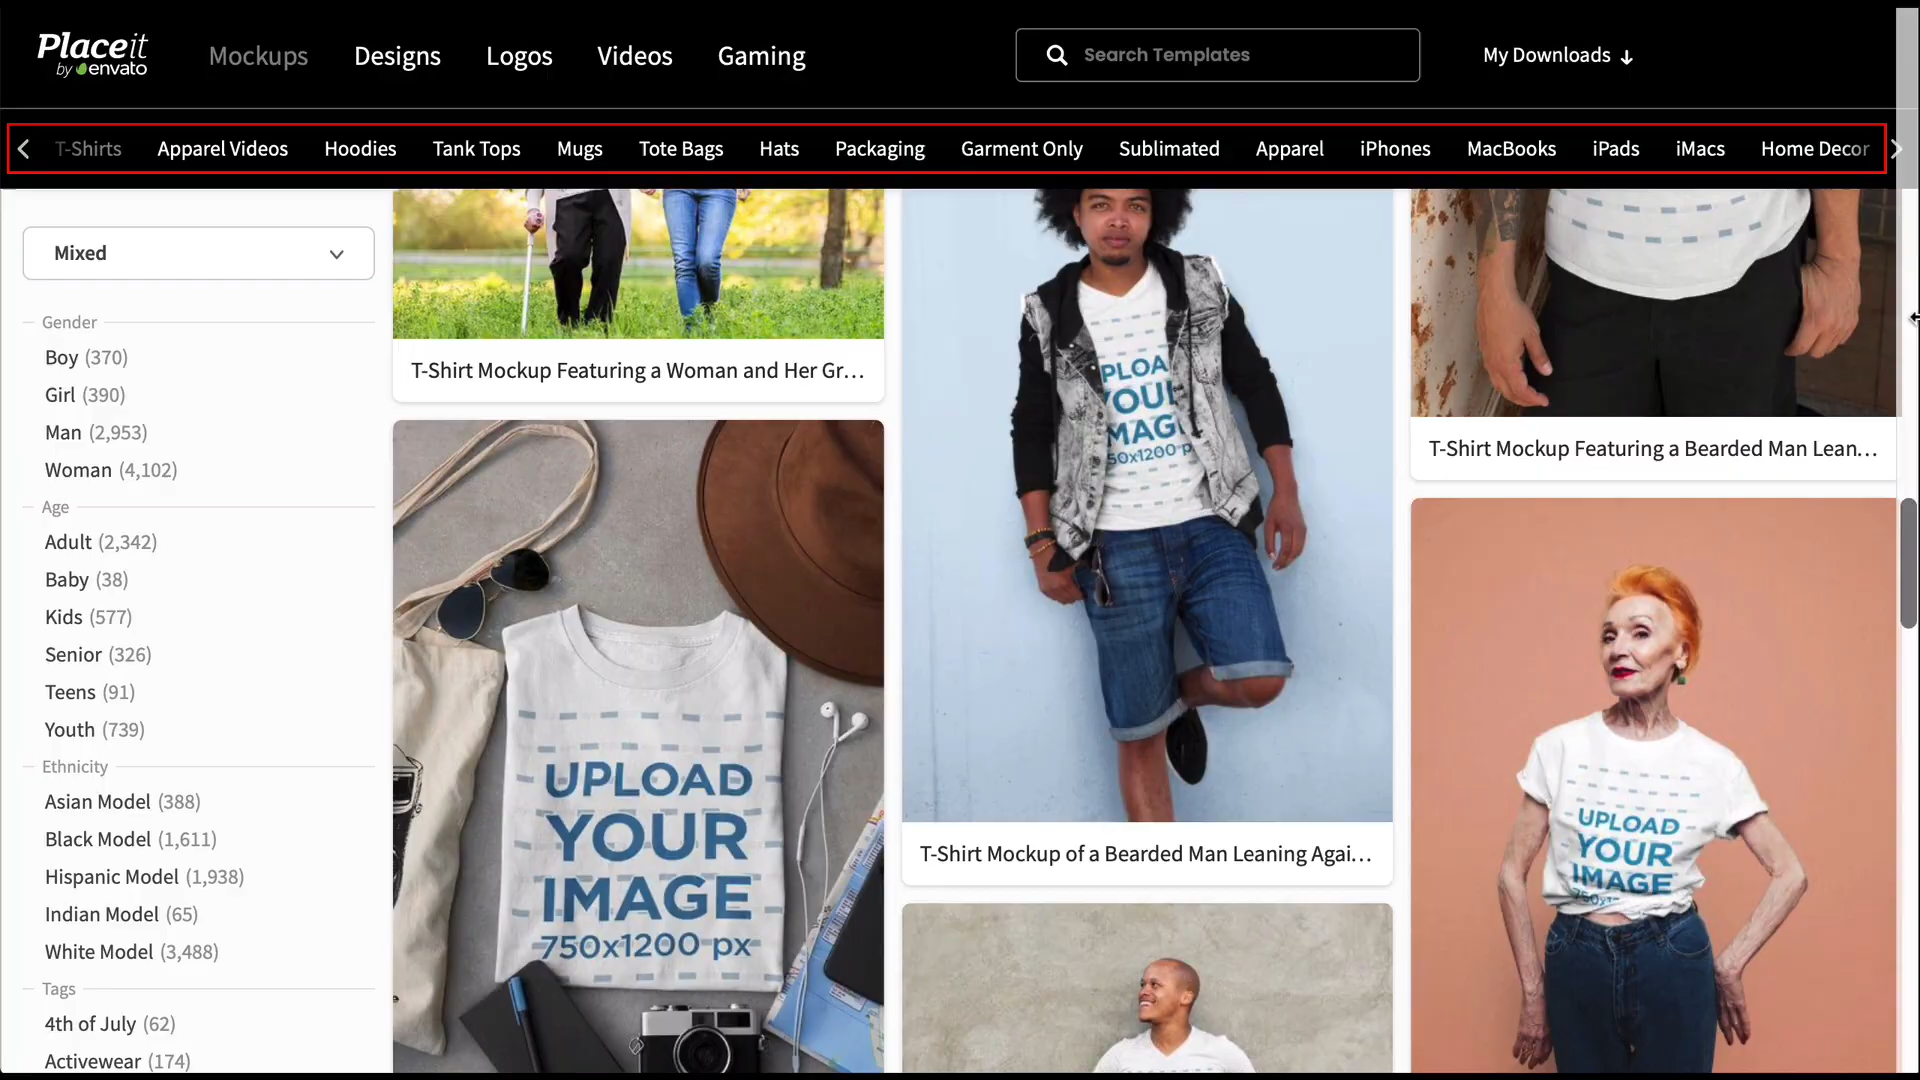 Placeit
by envato
Mockups
Designs
Logos
Videos
Gaming
Search Templates
My Downloads
T-Shirts
Apparel Videos
Hoodies
Tank Tops
Mugs
Tote Bags
Hats
Packaging
Garment Only
Sublimated
Apparel
iPhones
MacBooks
iPads
iMacs
Home Decor
Mixed
Gender
Boy (370)
Girl (390)
Man (2,953)
Woman (4,102)
Age
Adult (2,342)
Baby (38)
Kids (577)
Senior (326)
Teens (91)
Youth (739)
Ethnicity
Asian Model (388)
Black Model (1,611)
Hispanic Model (1,938)
Indian Model (65)
White Model (3,488)
Tags
4th of July (62)
Activewear (174)
T-Shirt Mockup Featuring a Woman and Her Gr...
UPLOAD
YOUR
IMAGE
750x1200 px
PLOA
YOU
MAG
50x1200 p
T-Shirt Mockup of a Bearded Man Leaning Agai...
T-Shirt Mockup Featuring a Bearded Man Lean...
UPLOAD
YOUR
IMAGE